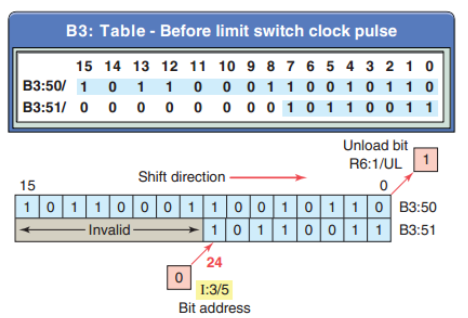 B3: Table - Before limit switch clock pulse
15 14 13 12 11 10 9 8 7 6 5 4 3 2 1 0
B3:50/ 1 0 1 1 0 0 0 1 1 0 0 1 0 1 1 0
B3:51/ 0 0 0 0 0 0 0 0 1 0 1 1 0 0 1 1
Unload bit
R6:1/UL
1
Shift direction
15
0
1 0 1 1 0 0 0 1 1 0 0 1 0 1 1 0 B3:50
Invalid 1 0 1 1 0 0 1 1 B3:51
24
0
I:3/5
Bit address